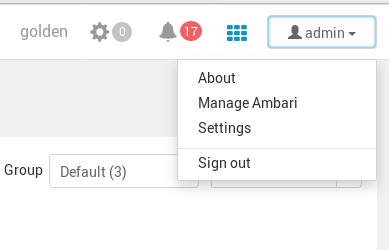 golden 0 17 admin
About
Manage Ambari
Settings
Sign out
Group Default (3)